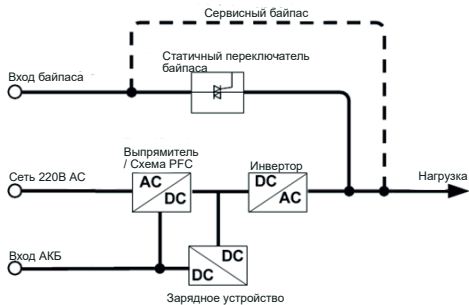 Сервисный байпас
Статичный переключатель
байпаса
Вход байпаса
Выпрямитель
/ Схема PFC
Инвертор
Сеть 220В АС
AC
DC
DC
AC
Нагрузка
Вход АКБ
DC
DC
Зарядное устройство